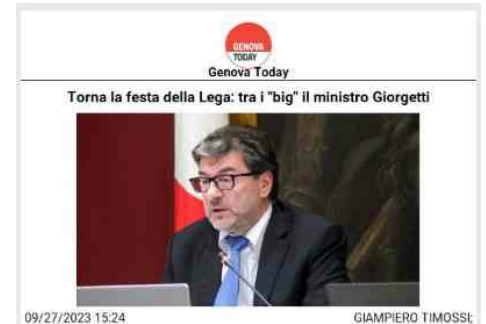 GENOVA
TODAY
Genova Today
Torna la festa della Lega: tra i "big" il ministro Giorgetti
09/27/2023 15:24
GIAMPIERO TIMOSSI;